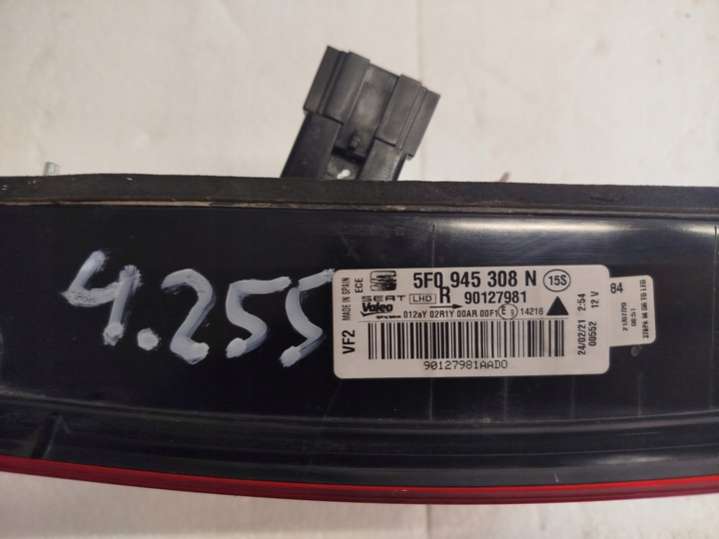 4.255
MADE IN SPAIN
ECE
VF2
5F0 945 308 N
15S
SEAT
LHD
R
90127981
Valeo
012aY 02R1Y 00AR 00F1
E9
14216
90127981AADO
24/02/21 2:54
00552 12 V
84